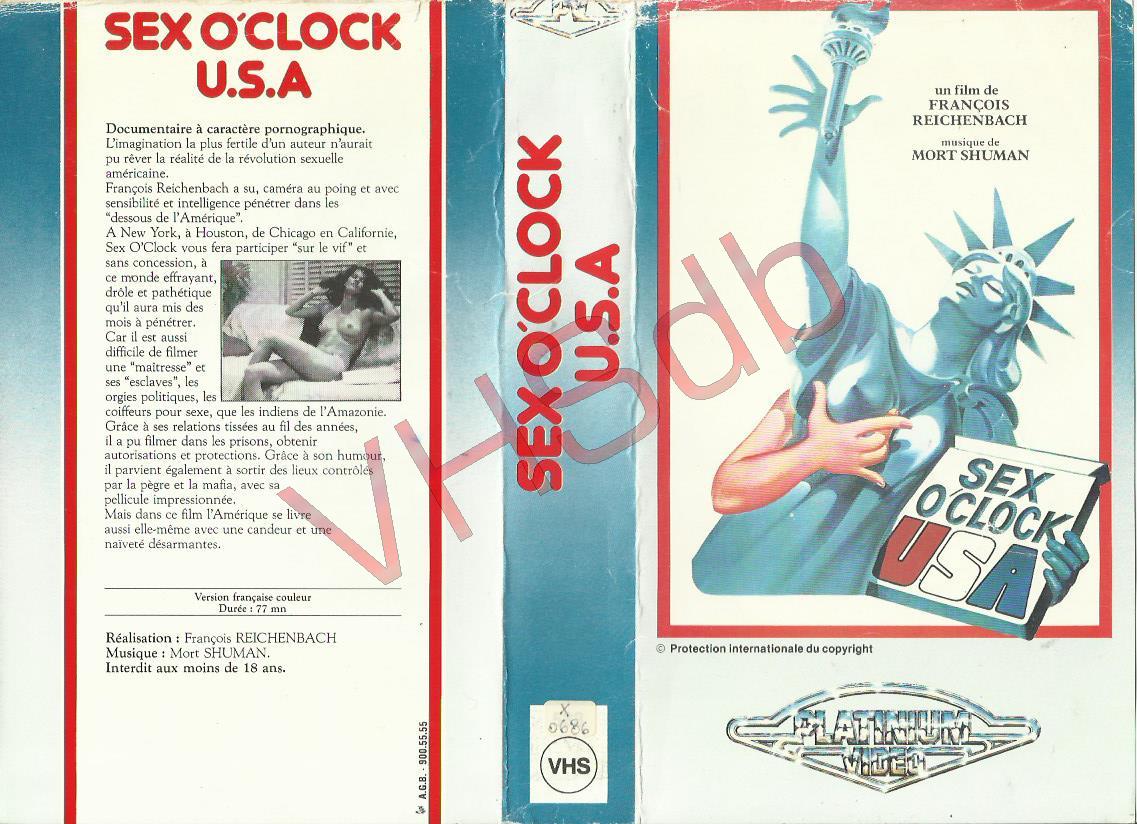 SEX O'CLOCK
U.S.A
Documentaire à caractère pornographique.
L'imagination la plus fertile d'un auteur n'aurait
pu rêver la réalité de la révolution sexuelle
américaine.
François Reichenbach a su, caméra au poing et avec
sensibilité et intelligence pénétrer dans les
"dessous de l'Amérique".
A New York, à Houston, de Chicago en Californie,
Sex O'Clock vous fera participer "sur le vif" et
sans concession, à
ce monde effrayant,
drôle et pathétique
qu'il aura mis des
mois à pénétrer.
Car il est aussi
difficile de filmer
une "maitresse" et
ses "esclaves", les
orgies politiques, les
coiffeurs pour sexe, que les indiens de l'Amazonie.
Grâce à ses relations tissées au fil des années,
il a pu filmer dans les prisons, obtenir
autorisations et protections. Grâce à son humour,
il parvient également à sortir des lieux contrôlés
par la pègre et la mafia, avec sa
pellicule impressionnée.
Mais dans ce film l'Amérique se livre
aussi elle-même avec une candeur et une
naïveté désarmantes.
Version française couleur
Durée : 77 mn
Réalisation : François REICHENBACH
Musique : Mort SHUMAN.
Interdit aux moins de 18 ans.
A.G.B. - 900.55.55
SEX O'CLOCK
U.S.A
X
0686
VHS
un film de
FRANÇOIS
REICHENBACH
musique de
MORT SHUMAN
SEX
O'CLOCK
USA
© Protection internationale du copyright
PLATINIUM
VIDEO
VHSdb